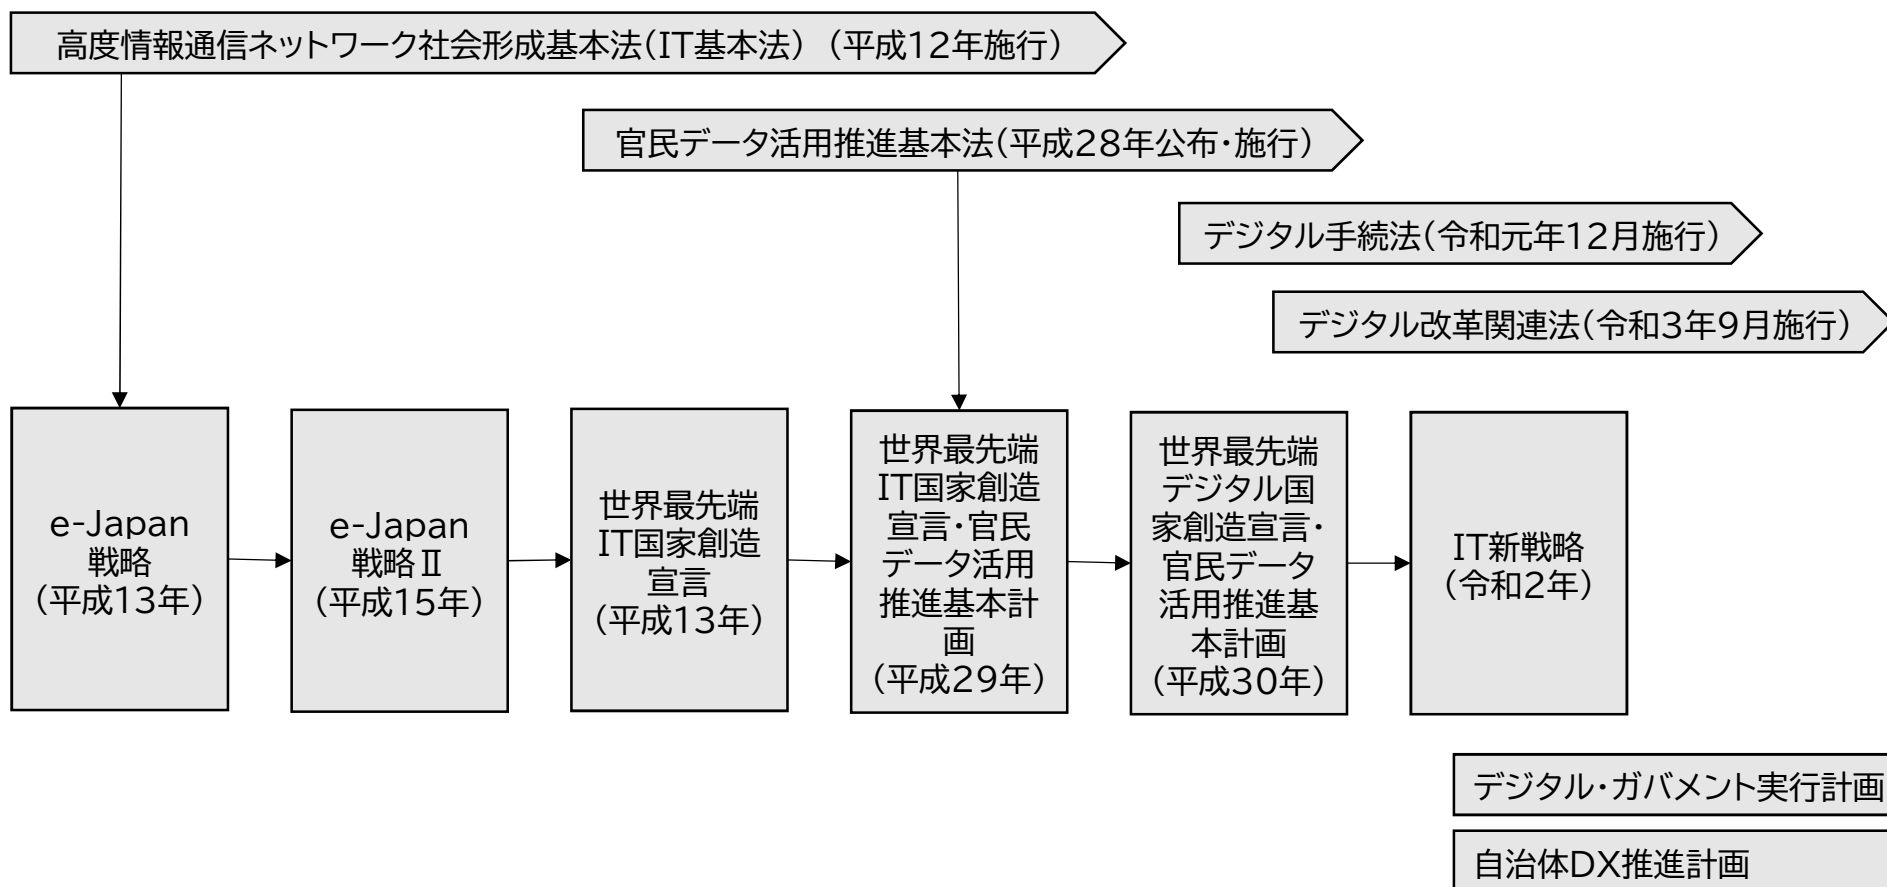 高度情報通信ネットワーク社会形成基本法(IT基本法) (平成12年施行)
官民データ活用推進基本法(平成28年公布・施行)
デジタル手続法(令和元年12月施行)
デジタル改革関連法(令和3年9月施行)
e-Japan
戦略
(平成13年)
e-Japan
戦略Ⅱ
(平成15年)
世界最先端
IT国家創造
宣言
(平成13年)
世界最先端
IT国家創造
宣言・官民
データ活用
推進基本計
画
(平成29年)
世界最先端
デジタル国
家創造宣言・
官民データ
活用推進基
本計画
(平成30年)
IT新戦略
(令和2年)
デジタル・ガバメント実行計画
自治体DX推進計画